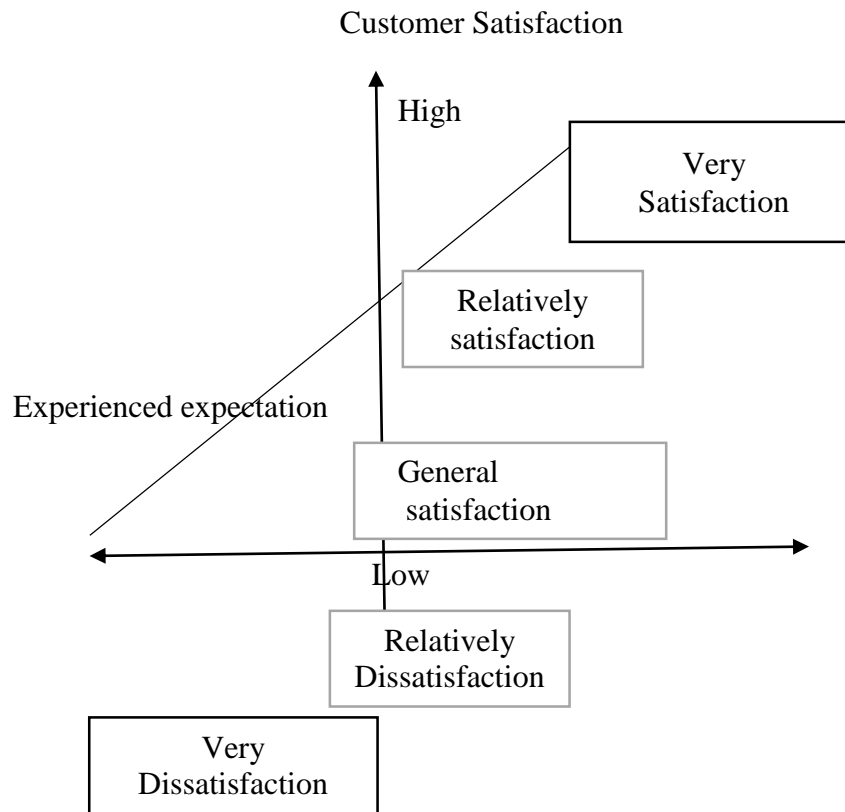 Customer Satisfaction
High
Very
Satisfaction
Relatively
satisfaction
Experienced expectation
General
satisfaction
Low
Relatively
Dissatisfaction
Very
Dissatisfaction